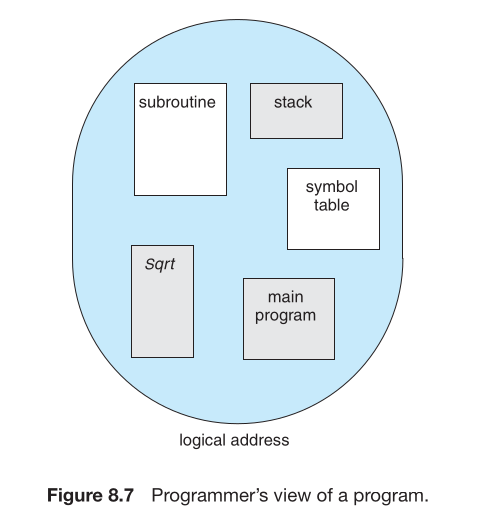 subroutine
stack
symbol
table
Sqrt
main
program
logical address
Figure 8.7 Programmer’s view of a program.